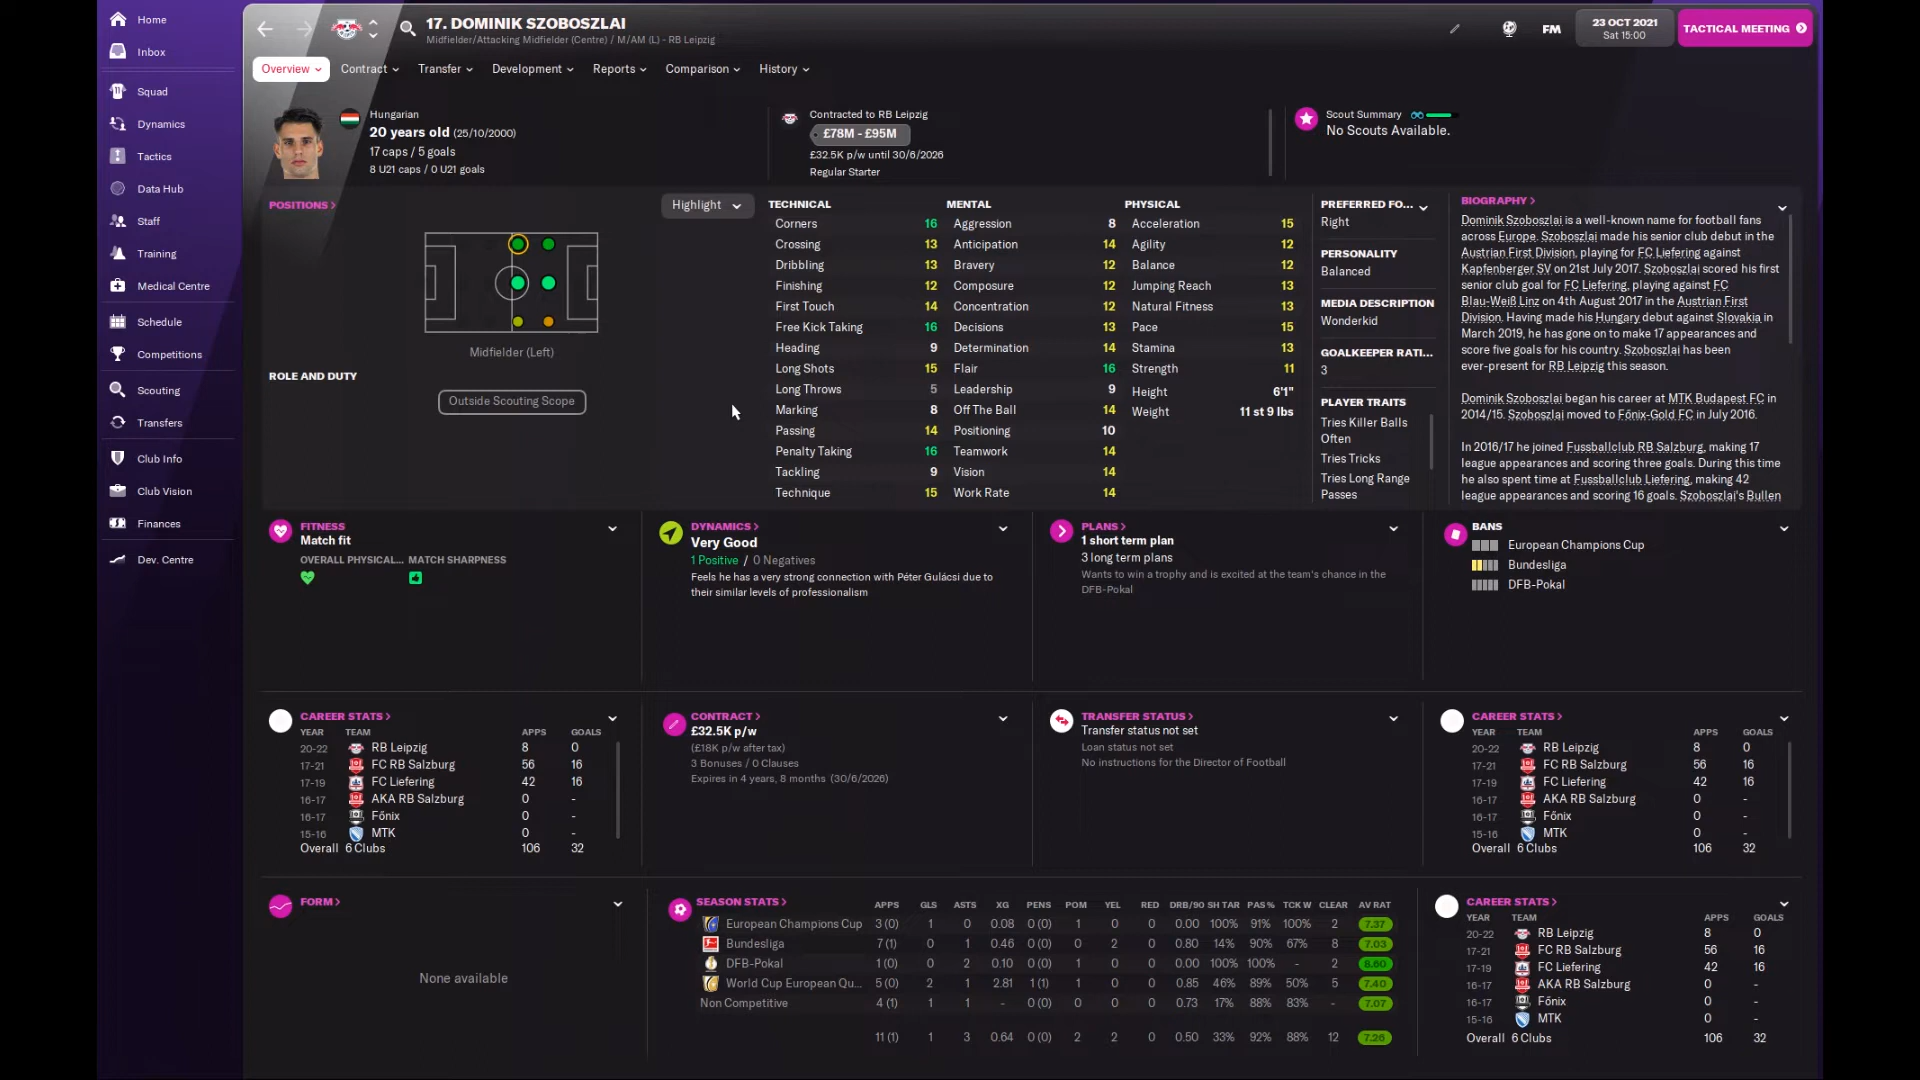 Home
Inbox
Squad
Dynamics
Tactics
Data Hub
Staff
Training
Medical Centre
Schedule
Competitions
Scouting
Transfers
Club Info
Club Vision
Finances
Dev. Centre
17. DOMINIK SZOBOSZLAI
Midfielder/Attacking Midfielder (Centre) / M/AM (L) - RB Leipzig
FM
23 OCT 2021
Sat 15:00
TACTICAL MEETING
Overview Contract Transfer Development Reports Comparison History
Hungarian
20 years old (25/10/2000)
17 caps / 5 goals
8 U21 caps / 0 U21 goals
Contracted to RB Leipzig
£78M - £95M
£32.5K p/w until 30/6/2026
Regular Starter
Scout Summary
No Scouts Available.
POSITIONS >
Highlight
Midfielder (Left)
ROLE AND DUTY
Outside Scouting Scope
TECHNICAL
Corners 16
Crossing 13
Dribbling 13
Finishing 12
First Touch 14
Free Kick Taking 16
Heading 9
Long Shots 15
Long Throws 5
Marking 8
Passing 14
Penalty Taking 16
Tackling 9
Technique 15
MENTAL
Aggression 8
Anticipation 14
Bravery 12
Composure 12
Concentration 12
Decisions 13
Determination 14
Flair 16
Leadership 9
Off The Ball 14
Positioning 10
Teamwork 14
Vision 14
Work Rate 14
PHYSICAL
Acceleration 15
Agility 12
Balance 12
Jumping Reach 13
Natural Fitness 13
Pace 15
Stamina 13
Strength 11
Height 6'1"
Weight 11 st 9 lbs
PREFERRED FO...
Right
PERSONALITY
Balanced
MEDIA DESCRIPTION
Wonderkid
GOALKEEPER RATI...
3
PLAYER TRAITS
Tries Killer Balls
Often
Tries Tricks
Tries Long Range
Passes
BIOGRAPHY >
Dominik Szoboszlai is a well-known name for football fans
across Europe. Szoboszlai made his senior club debut in the
Austrian First Division, playing for FC Liefering against
Kapfenberger SV on 21st July 2017. Szoboszlai scored his first
senior club goal for FC Liefering, playing against FC
Blau-Weiß Linz on 4th August 2017 in the Austrian First
Division. Having made his Hungary debut against Slovakia in
March 2019, he has gone on to make 17 appearances and
score five goals for his country. Szoboszlai has been
ever-present for RB Leipzig this season.
Dominik Szoboszlai began his career at MTK Budapest FC in
2014/15. Szoboszlai moved to Főnix-Gold FC in July 2016.
In 2016/17 he joined Fussballclub RB Salzburg, making 17
league appearances and scoring three goals. During this time
he also spent time at Fussballclub Liefering, making 42
league appearances and scoring 16 goals. Szoboszlai's Bullen
FITNESS
Match fit
OVERALL PHYSICAL... MATCH SHARPNESS
DYNAMICS >
Very Good
1 Positive / 0 Negatives
Feels he has a very strong connection with Péter Gulácsi due to
their similar levels of professionalism
PLANS >
1 short term plan
3 long term plans
Wants to win a trophy and is excited at the team's chance in the
DFB-Pokal
BANS
European Champions Cup
Bundesliga
DFB-Pokal
CAREER STATS >
YEAR TEAM APPS GOALS
20-22 RB Leipzig 8 0
17-21 FC RB Salzburg 56 16
17-19 FC Liefering 42 16
16-17 AKA RB Salzburg 0 -
16-17 Főnix 0 -
15-16 MTK 0 -
Overall 6 Clubs 106 32
CONTRACT >
£32.5K p/w
(£18K p/w after tax)
3 Bonuses / 0 Clauses
Expires in 4 years, 8 months (30/6/2026)
TRANSFER STATUS >
Transfer status not set
Loan status not set
No instructions for the Director of Football
CAREER STATS >
YEAR TEAM APPS GOALS
20-22 RB Leipzig 8 0
17-21 FC RB Salzburg 56 16
17-19 FC Liefering 42 16
16-17 AKA RB Salzburg 0 -
16-17 Főnix 0 -
15-16 MTK 0 -
Overall 6 Clubs 106 32
FORM >
None available
SEASON STATS > APPS GLS ASTS XG PENS POM YEL RED DRB/90 SH TAR PAS % TCK W CLEAR AV RAT
European Champions Cup 3 (0) 1 0 0.08 0 (0) 1 0 0 0.00 100% 91% 100% 2 7.37
Bundesliga 7 (1) 0 1 0.46 0 (0) 0 2 0 0.80 14% 90% 67% 8 7.03
DFB-Pokal 1 (0) 0 2 0.10 0 (0) 1 0 0 0.00 100% 100% - 2 8.60
World Cup European Qu... 5 (0) 2 1 2.81 1 (1) 1 0 0 0.85 46% 89% 50% 5 7.40
Non Competitive 4 (1) 1 1 - 0 (0) 0 0 0 0.73 17% 88% 83% - 7.07
11 (1) 1 3 0.64 0 (0) 2 2 0 0.50 33% 92% 88% 12 7.26
CAREER STATS >
YEAR TEAM APPS GOALS
20-22 RB Leipzig 8 0
17-21 FC RB Salzburg 56 16
17-19 FC Liefering 42 16
16-17 AKA RB Salzburg 0 -
16-17 Főnix 0 -
15-16 MTK 0 -
Overall 6 Clubs 106 32